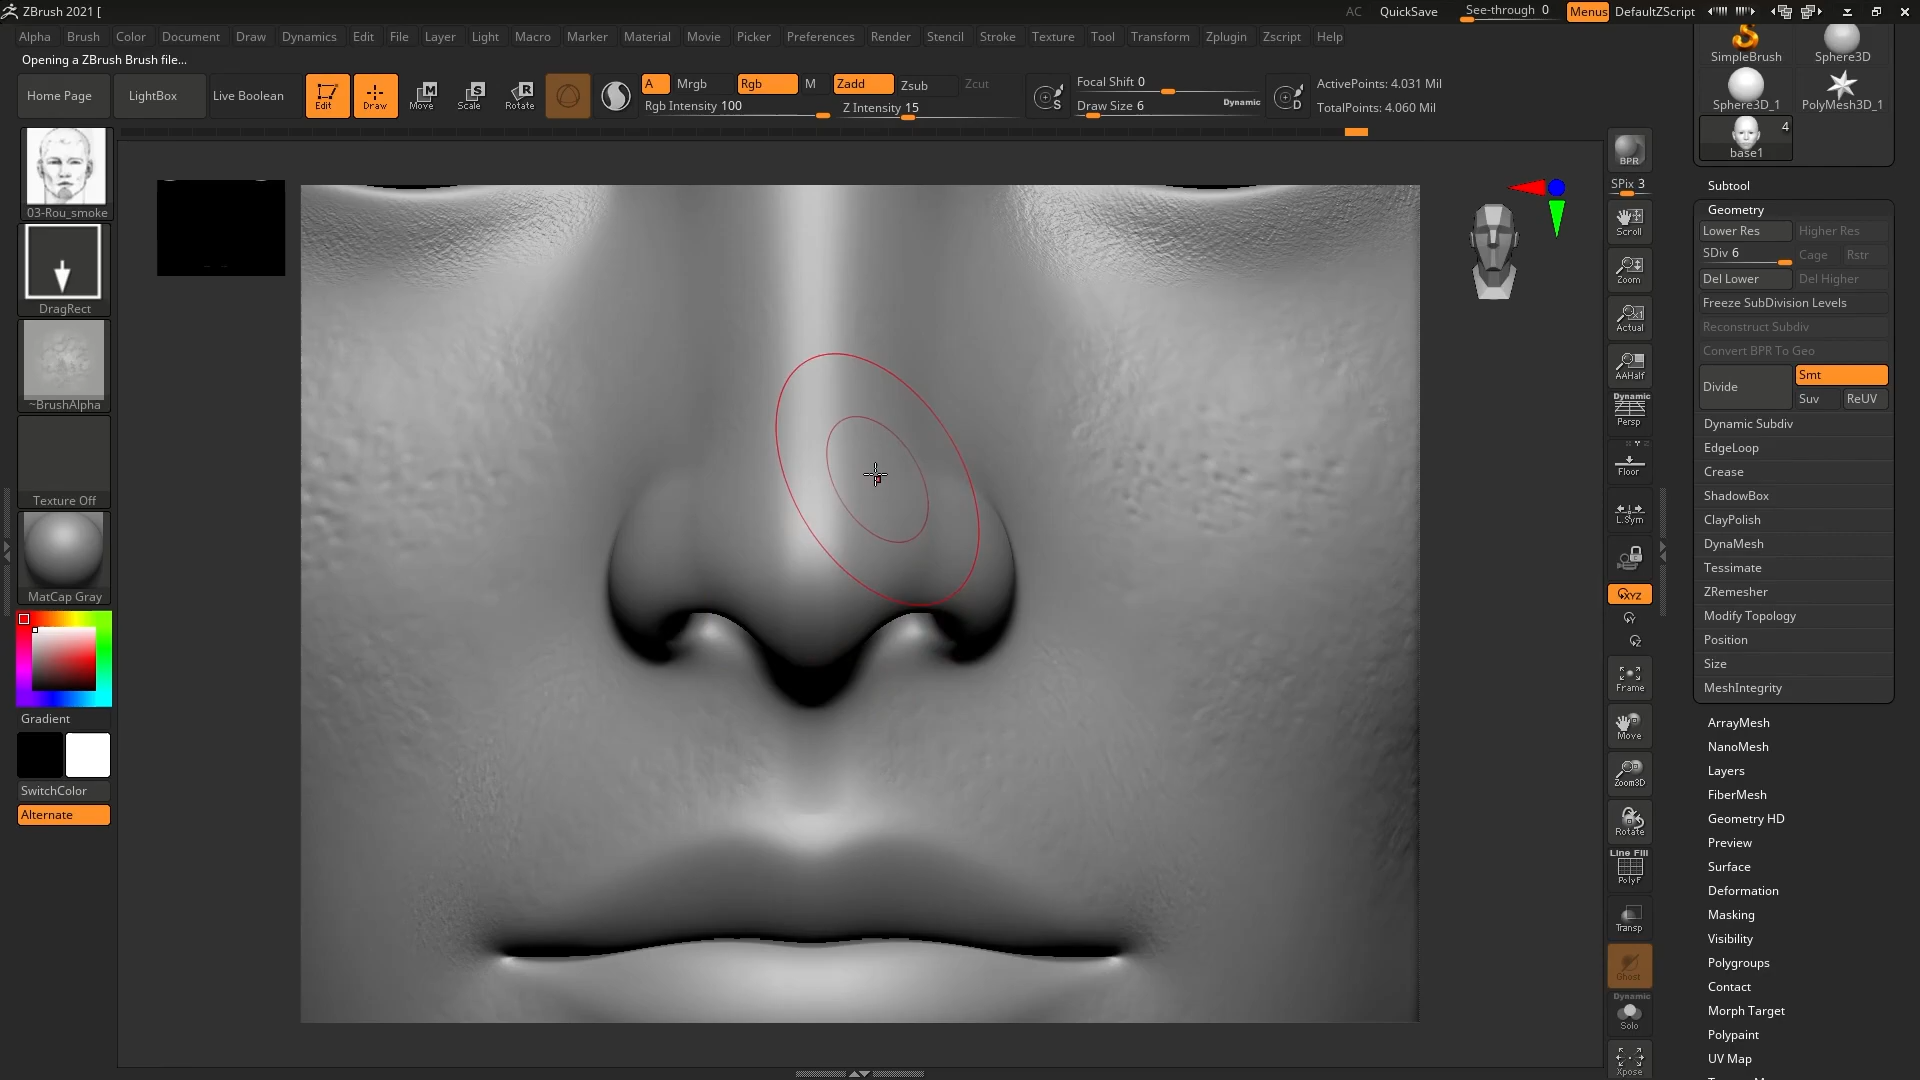 ZBrush 2021 [
AC QuickSave See-through 0 Menus DefaultZScript
Alpha Brush Color Document Draw Dynamics Edit File Layer Light Macro Marker Material Movie Picker Preferences Render Stencil Stroke Texture Tool Transform Zplugin Zscript Help
Opening a ZBrush Brush file...
Home Page LightBox Live Boolean Edit Draw Move Scale Rotate
A Mrgb Rgb M Zadd Zsub Zcut
Rgb Intensity 100 Z Intensity 15
Focal Shift 0
Draw Size 6 Dynamic
ActivePoints: 4.031 Mil
TotalPoints: 4.060 Mil
03-Rou_smoke
DragRect
~BrushAlpha
Texture Off
MatCap Gray
Gradient
SwitchColor
Alternate
BPR
SPix 3
Scroll
Zoom
Actual
AAHalf
Dynamic
Persp
Floor
L.Sym
XYZ
Y
Z
Frame
Move
Zoom3D
Rotate
Line Fill
PolyF
Transp
Ghost
Dynamic
Solo
Xpose
SimpleBrush Sphere3D
Sphere3D_1 PolyMesh3D_1
4
base1
Subtool
Geometry
Lower Res Higher Res
SDiv 6 Cage Rstr
Del Lower Del Higher
Freeze SubDivision Levels
Reconstruct Subdiv
Convert BPR To Geo
Divide Smt
Suv ReUV
Dynamic Subdiv
EdgeLoop
Crease
ShadowBox
ClayPolish
DynaMesh
Tessimate
ZRemesher
Modify Topology
Position
Size
MeshIntegrity
ArrayMesh
NanoMesh
Layers
FiberMesh
Geometry HD
Preview
Surface
Deformation
Masking
Visibility
Polygroups
Contact
Morph Target
Polypaint
UV Map